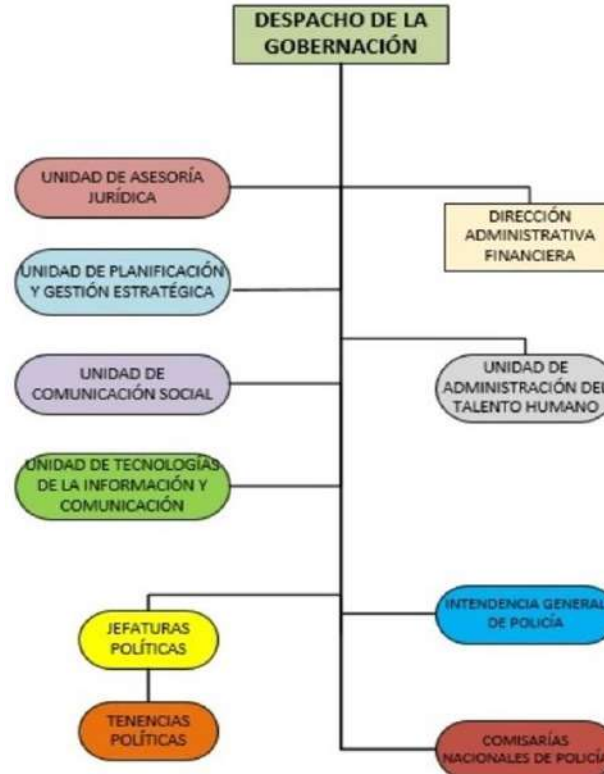 DESPACHO DE LA
GOBERNACIÓN
UNIDAD DE ASESORÍA
JURÍDICA
DIRECCIÓN
ADMINISTRATIVA
FINANCIERA
UNIDAD DE PLANIFICACIÓN
Y GESTIÓN ESTRATÉGICA
UNIDAD DE
COMUNICACIÓN SOCIAL
UNIDAD DE
ADMINISTRACIÓN DEL
TALENTO HUMANO
UNIDAD DE TECNOLOGÍAS
DE LA INFORMACIÓN Y
COMUNICACIÓN
JEFATURAS
POLÍTICAS
INTENDENCIA GENERAL
DE POLICÍA
TENENCIAS
POLÍTICAS
COMISARÍAS
NACIONALES DE POLICÍA